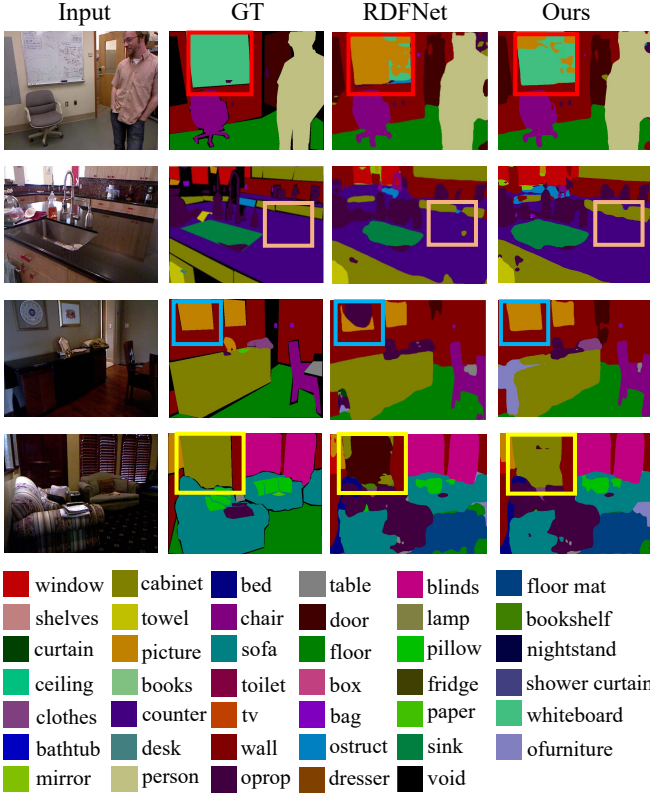 Input GT RDFNet Ours
window cabinet bed table blinds floor mat
shelves towel chair door lamp bookshelf
curtain picture sofa floor pillow nightstand
ceiling books toilet box fridge shower curtain
clothes counter tv bag paper whiteboard
bathtub desk wall ostruct sink ofurniture
mirror person oprop dresser void